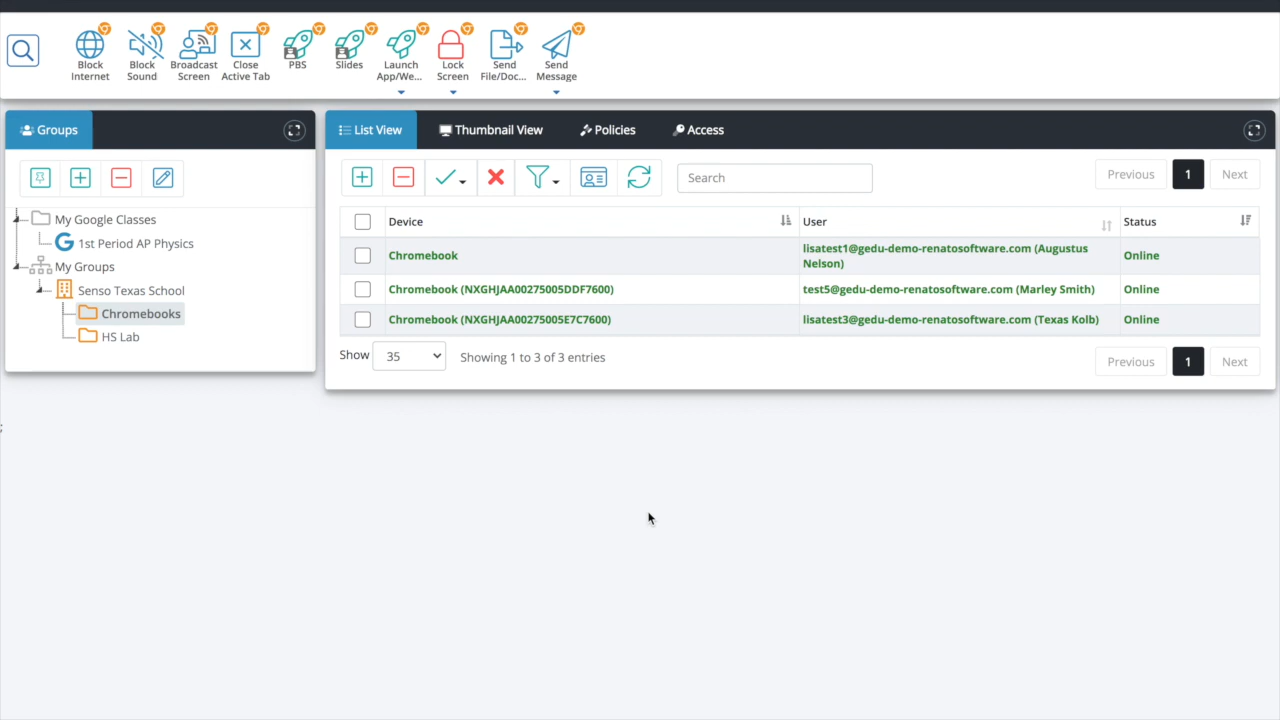 Block
Internet
Block
Sound
Broadcast
Screen
Close
Active Tab
PBS
Slides
Launch
App/We...
Lock
Screen
Send
File/Doc...
Send
Message
Groups
List View
Thumbnail View
Policies
Access
Search
Previous
1
Next
My Google Classes
1st Period AP Physics
My Groups
Senso Texas School
Chromebooks
HS Lab
Device
User
Status
Chromebook
lisatest1@gedu-demo-renatosoftware.com (Augustus
Nelson)
Online
Chromebook (NXGHJAA00275005DDF7600)
test5@gedu-demo-renatosoftware.com (Marley Smith)
Online
Chromebook (NXGHJAA00275005E7C7600)
lisatest3@gedu-demo-renatosoftware.com (Texas Kolb)
Online
Show
35
Showing 1 to 3 of 3 entries
Previous
1
Next
;